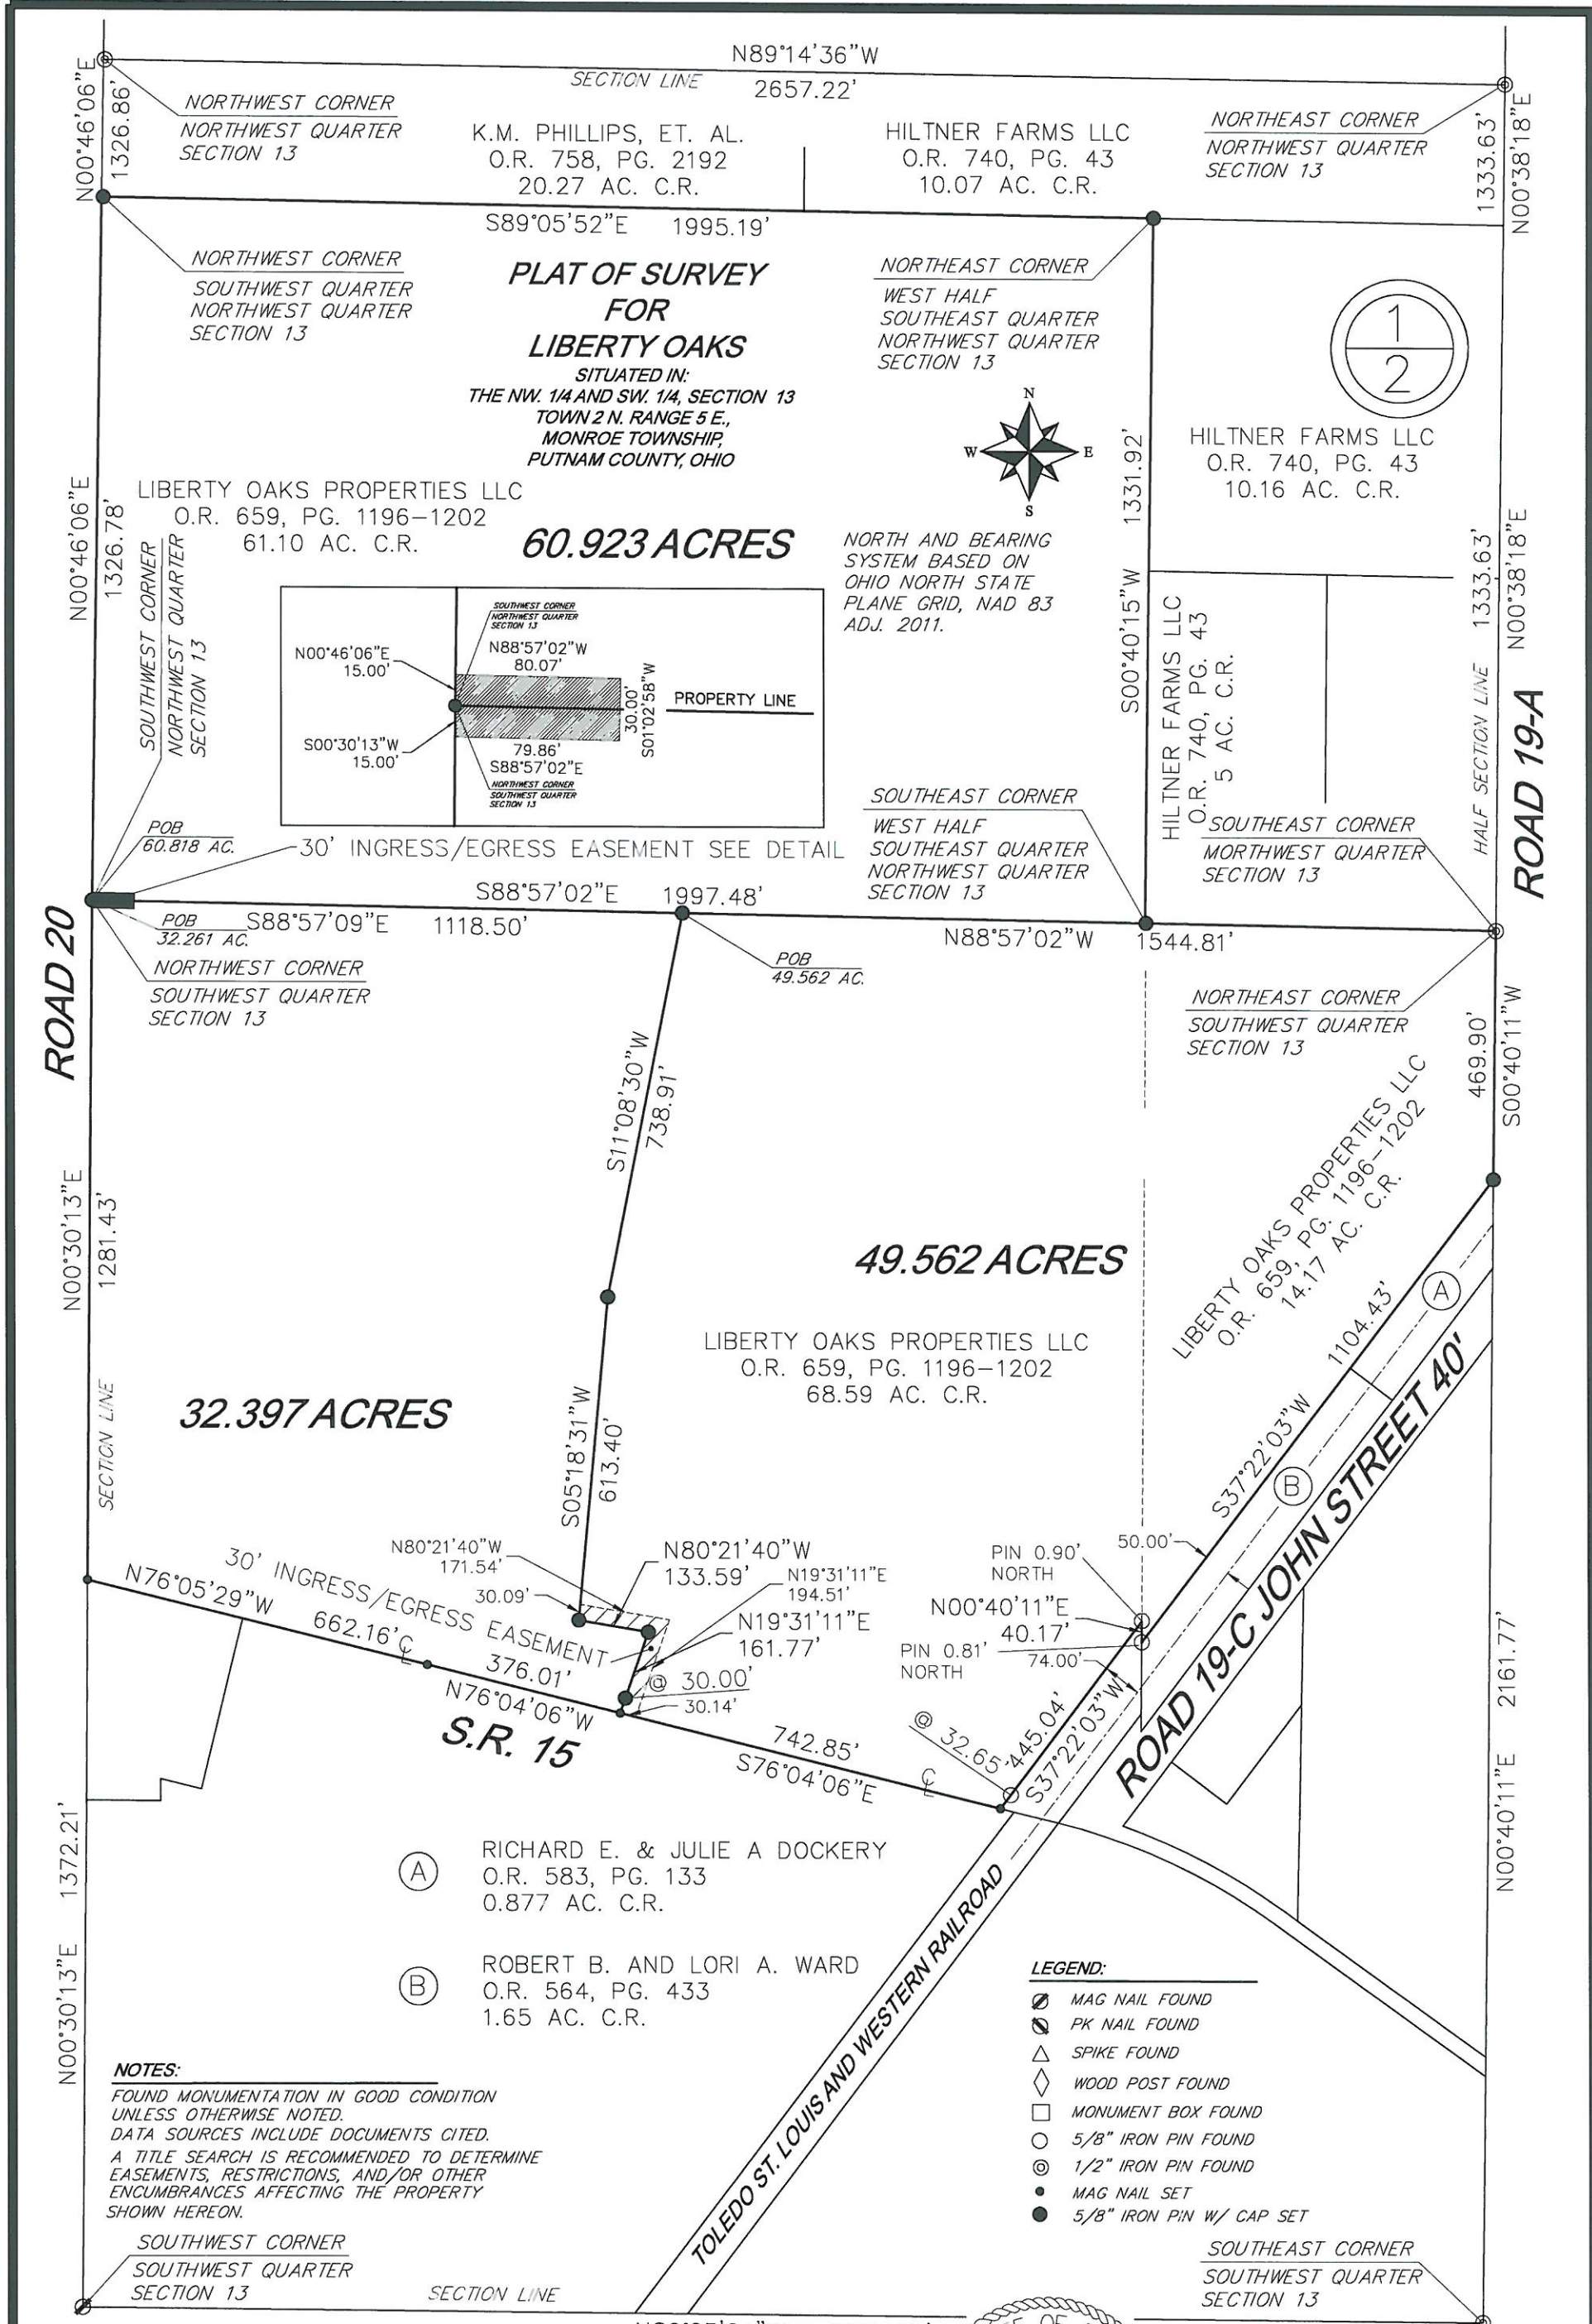 N89°14'36"W
SECTION LINE
2657.22'
N00°46'06"E
1326.86'
NORTHWEST CORNER
NORTHWEST QUARTER
SECTION 13
K.M. PHILLIPS, ET. AL.
O.R. 758, PG. 2192
20.27 AC. C.R.
HILTNER FARMS LLC
O.R. 740, PG. 43
10.07 AC. C.R.
NORTHEAST CORNER
NORTHWEST QUARTER
SECTION 13
1333.63'
N00°38'18"E
S89°05'52"E 1995.19'
NORTHWEST CORNER
SOUTHWEST QUARTER
NORTHWEST QUARTER
SECTION 13
PLAT OF SURVEY
FOR
LIBERTY OAKS
SITUATED IN:
THE NW. 1/4 AND SW. 1/4, SECTION 13
TOWN 2 N. RANGE 5 E.,
MONROE TOWNSHIP,
PUTNAM COUNTY, OHIO
NORTHEAST CORNER
WEST HALF
SOUTHEAST QUARTER
NORTHWEST QUARTER
SECTION 13
1
2
N
W
E
S
HILTNER FARMS LLC
O.R. 740, PG. 43
10.16 AC. C.R.
S00°40'15"W 1331.92'
N00°46'06"E
1326.78'
LIBERTY OAKS PROPERTIES LLC
O.R. 659, PG. 1196-1202
61.10 AC. C.R.
60.923 ACRES
NORTH AND BEARING
SYSTEM BASED ON
OHIO NORTH STATE
PLANE GRID, NAD 83
ADJ. 2011.
SOUTHWEST CORNER
NORTHWEST QUARTER
SECTION 13
SOUTHWEST CORNER
NORTHWEST QUARTER
SECTION 13
N00°46'06"E
15.00'
N88°57'02"W
80.07'
30.00'
S01°02'58"W
PROPERTY LINE
S00°30'13"W
15.00'
79.86'
S88°57'02"E
NORTHWEST CORNER
SOUTHWEST QUARTER
SECTION 13
HILTNER FARMS LLC
O.R. 740, PG. 43
5 AC. C.R.
HALF SECTION LINE 1333.63'
N00°38'18"E
ROAD 19-A
POB
60.818 AC.
30' INGRESS/EGRESS EASEMENT SEE DETAIL
SOUTHEAST CORNER
WEST HALF
SOUTHEAST QUARTER
NORTHWEST QUARTER
SECTION 13
SOUTHEAST CORNER
MORTHWEST QUARTER
SECTION 13
S88°57'02"E 1997.48'
POB
32.261 AC.
S88°57'09"E 1118.50'
N88°57'02"W 1544.81'
POB
49.562 AC.
ROAD 20
NORTHWEST CORNER
SOUTHWEST QUARTER
SECTION 13
NORTHEAST CORNER
SOUTHWEST QUARTER
SECTION 13
469.90'
S00°40'11"W
S11°08'30"W
738.91'
LIBERTY OAKS PROPERTIES LLC
O.R. 659, PG. 1196-1202
14.17 AC. C.R.
N00°30'13"E
1281.43'
49.562 ACRES
LIBERTY OAKS PROPERTIES LLC
O.R. 659, PG. 1196-1202
68.59 AC. C.R.
32.397 ACRES
SECTION LINE
S05°18'31"W
613.40'
S37°22'03"W 1104.43'
A
B
ROAD 19-C JOHN STREET 40'
N80°21'40"W
171.54'
30.09'
N80°21'40"W
133.59'
N19°31'11"E
194.51'
N19°31'11"E
161.77'
@ 30.00'
30.14'
30' INGRESS/EGRESS EASEMENT
N76°05'29"W 662.16'
CL
376.01'
N76°04'06"W
S.R. 15
742.85'
S76°04'06"E
CL
PIN 0.90'
NORTH
50.00'
N00°40'11"E
40.17'
PIN 0.81'
NORTH
74.00'
@ 32.65'
445.04'
S37°22'03"W
2161.77'
N00°40'11"E
1372.21'
N00°30'13"E
A
RICHARD E. & JULIE A DOCKERY
O.R. 583, PG. 133
0.877 AC. C.R.
B
ROBERT B. AND LORI A. WARD
O.R. 564, PG. 433
1.65 AC. C.R.
TOLEDO ST. LOUIS AND WESTERN RAILROAD
LEGEND:
MAG NAIL FOUND
PK NAIL FOUND
SPIKE FOUND
WOOD POST FOUND
MONUMENT BOX FOUND
5/8" IRON PIN FOUND
1/2" IRON PIN FOUND
MAG NAIL SET
5/8" IRON PIN W/ CAP SET
NOTES:
FOUND MONUMENTATION IN GOOD CONDITION
UNLESS OTHERWISE NOTED.
DATA SOURCES INCLUDE DOCUMENTS CITED.
A TITLE SEARCH IS RECOMMENDED TO DETERMINE
EASEMENTS, RESTRICTIONS, AND/OR OTHER
ENCUMBRANCES AFFECTING THE PROPERTY
SHOWN HEREON.
SOUTHWEST CORNER
SOUTHWEST QUARTER
SECTION 13
SECTION LINE
SOUTHEAST CORNER
SOUTHWEST QUARTER
SECTION 13